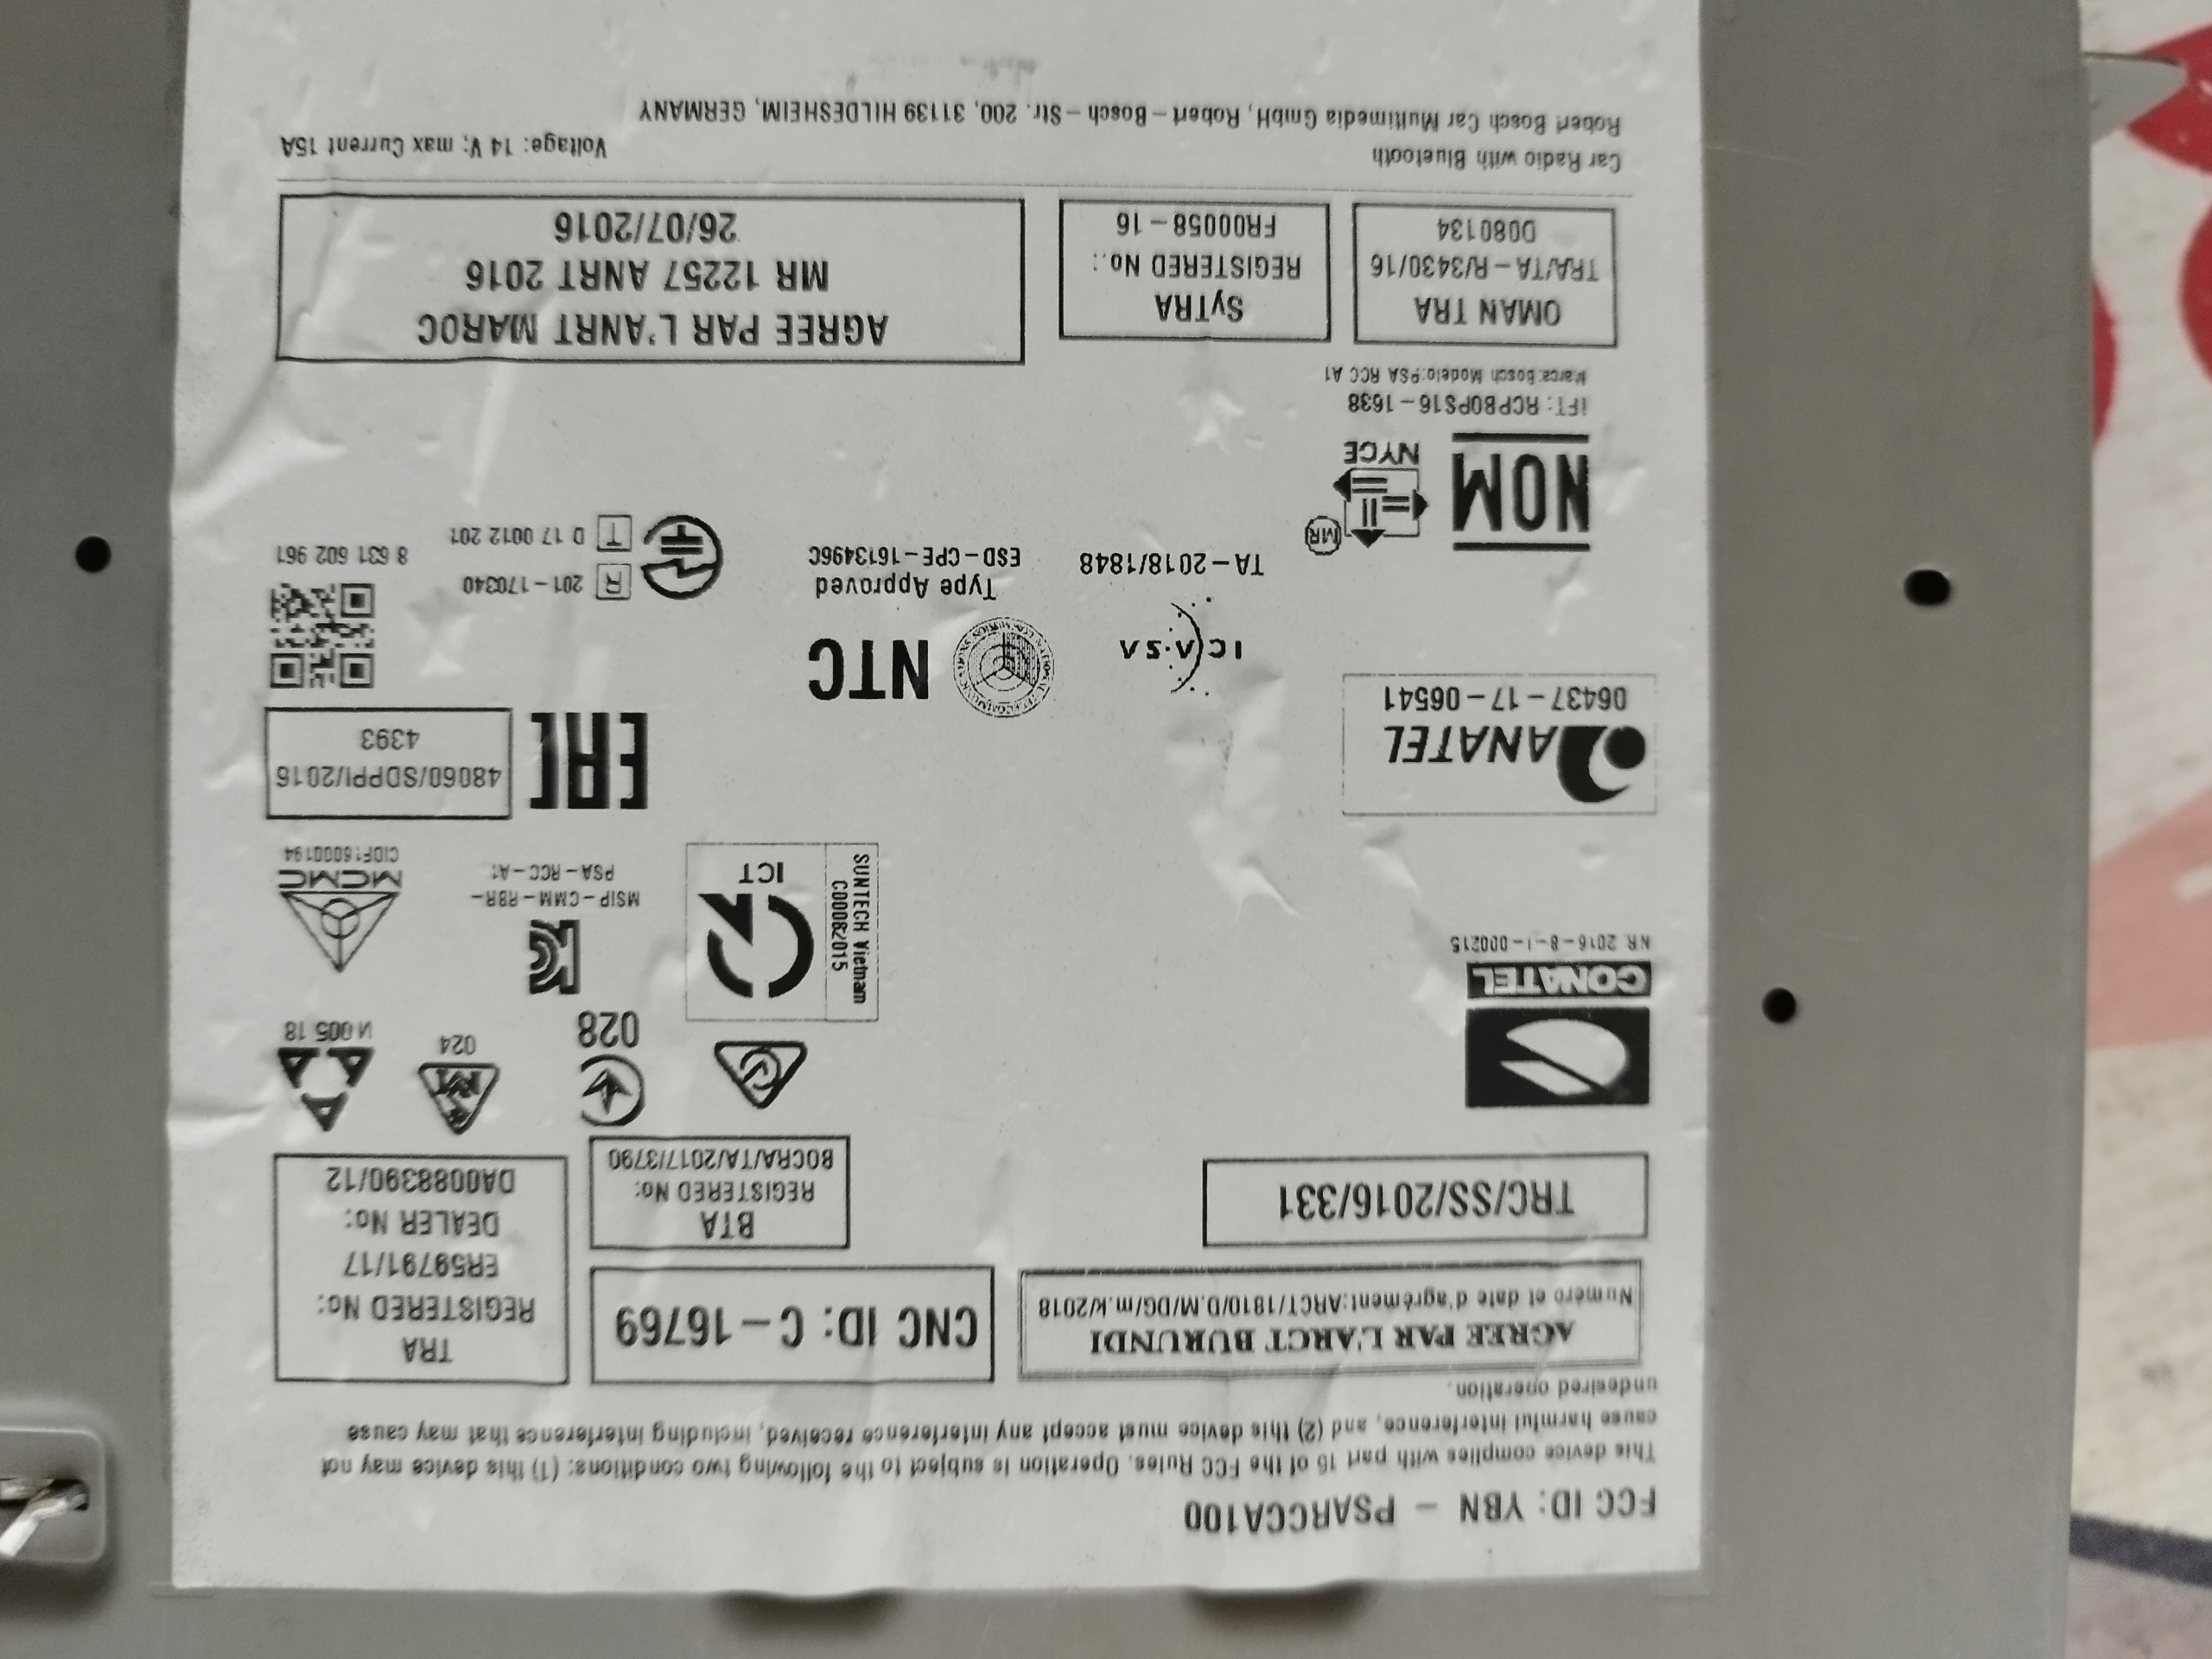 FCC ID: YBN - PSARCCA100
This device complies with part 15 of the FCC Rules. Operation is subject to the following two conditions: (1) this device may not
cause harmful interference, and (2) this device must accept any interference received, including interference that may cause
undesired operation.
AGREE PAR L'ARCT BURUNDI
Numéro et date d'agrément:ARCT/1810/D.M/DG/m.k/2018
CNC ID: C-16769
TRA
REGISTERED No:
ER59791/17
DEALER No:
DA0088390/12
TRC/SS/2016/331
BTA
REGISTERED No:
BOCRA/TA/2017/3790
CONATEL
NR. 2016-8-I-000215
028
024
A A A
И 005 18
SUNTECH Vietnam
C00082015
ICT
MSIP-CMM-RBR-
PSA-RCC-A1
MCMC
CIDF16000194
ANATEL
06437-17-06541
EAC
48060/SDPPI/2016
4393
ICASA
TA-2018/1848
NTC
Type Approved
ESD-CPE-1613496C
R 201-170340
T D 17 0012 201
8 631 602 961
NOM
MR
NYCE
IFT: RCPBOPS16-1638
Marca:Bosch Modelo:PSA RCC A1
OMAN TRA
TRA/TA-R/3430/16
D080134
SyTRA
REGISTERED No.:
FR00058-16
AGREE PAR L'ANRT MAROC
MR 12257 ANRT 2016
26/07/2016
Car Radio with Bluetooth
Voltage: 14 V; max Current 15A
Robert Bosch Car Multimedia GmbH, Robert-Bosch-Str. 200, 31139 HILDESHEIM, GERMANY